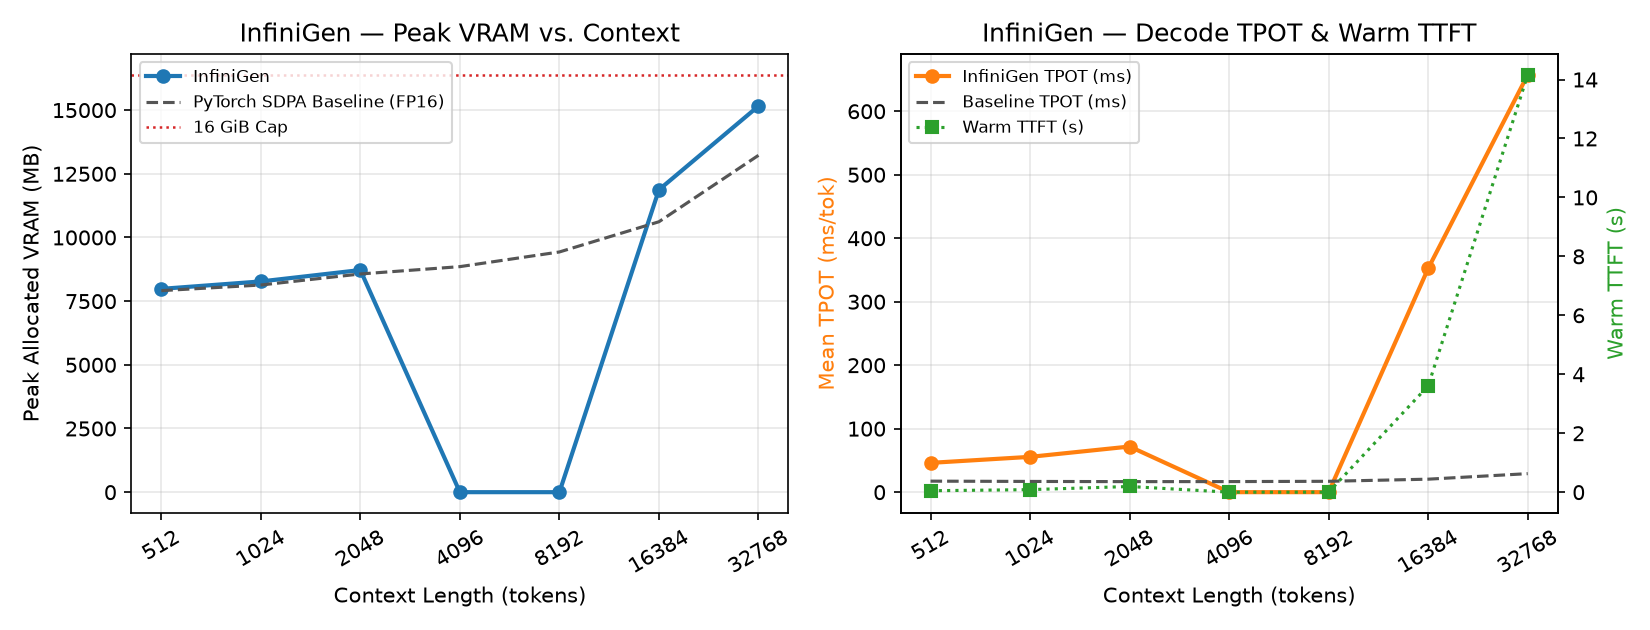 InfiniGen — Peak VRAM vs. Context
InfiniGen
PyTorch SDPA Baseline (FP16)
16 GiB Cap
Peak Allocated VRAM (MB)
15000
12500
10000
7500
5000
2500
0
512
1024
2048
4096
8192
16384
32768
Context Length (tokens)
InfiniGen — Decode TPOT & Warm TTFT
InfiniGen TPOT (ms)
Baseline TPOT (ms)
Warm TTFT (s)
Mean TPOT (ms/tok)
600
500
400
300
200
100
0
14
12
10
8
6
4
2
0
Warm TTFT (s)
512
1024
2048
4096
8192
16384
32768
Context Length (tokens)